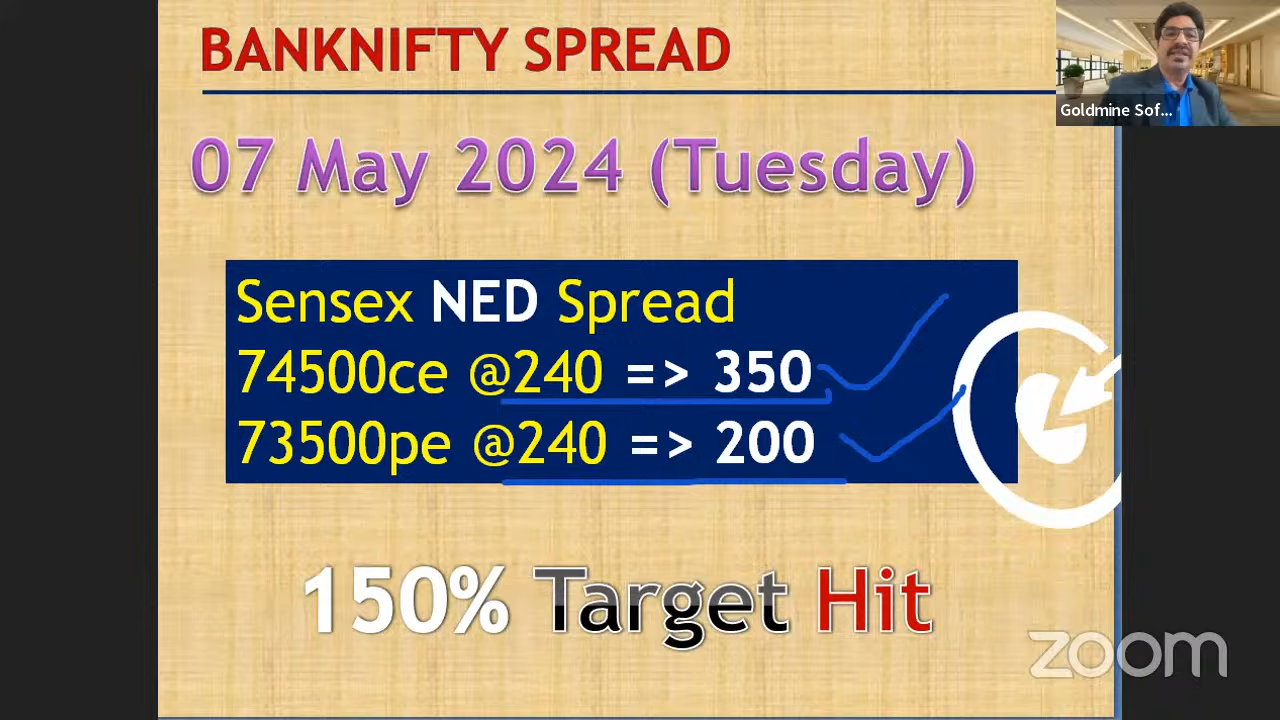 BANKNIFTY SPREAD
Goldmine Sof...
07 May 2024 (Tuesday)
Sensex NED Spread
74500ce @240 => 350
73500pe @240 => 200
150% Target Hit
zoom